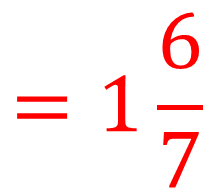 = 1 6/7